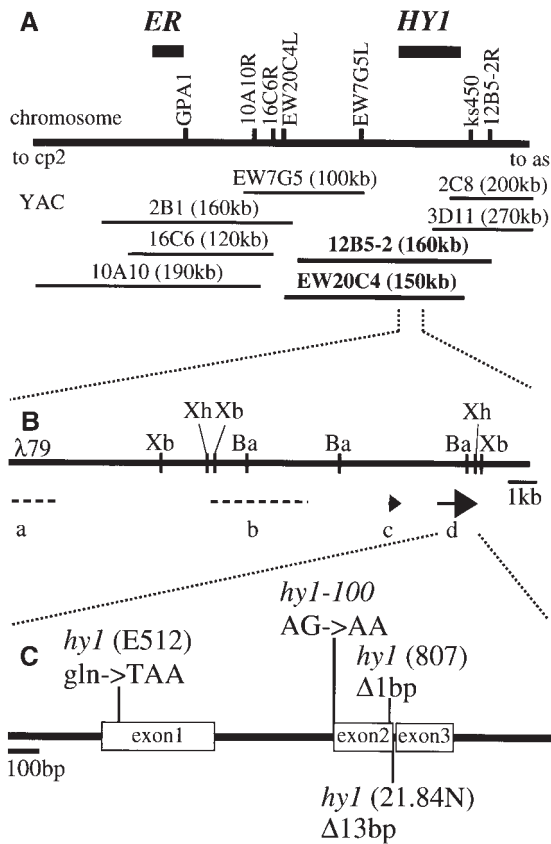 A
ER
HY1
GPA1
10A10R
16C6R
EW20C4L
EW7G5L
ks450
12B5-2R
chromosome
to cp2
to as
YAC
EW7G5 (100kb)
2C8 (200kb)
2B1 (160kb)
3D11 (270kb)
16C6 (120kb)
12B5-2 (160kb)
10A10 (190kb)
EW20C4 (150kb)
B
λ79
Xb
Xh
Xb
Ba
Ba
Ba
Xh
Xb
1kb
a
b
c
d
C
hy1 (E512)
gln->TAA
hy1-100
AG->AA
hy1 (807)
Δ1bp
exon1
exon2
exon3
100bp
hy1 (21.84N)
Δ13bp